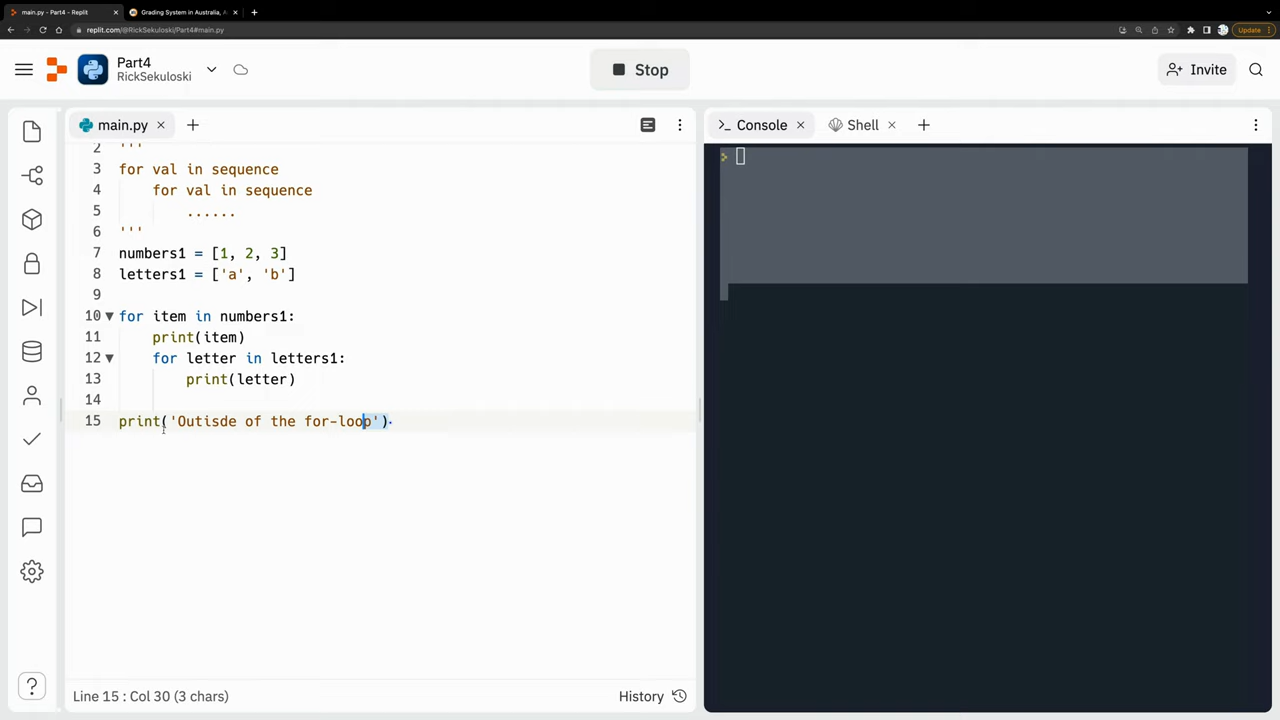 main.py - Part4 - Replit
Grading System in Australia, A
replit.com/@RickSekuloski/Part4#main.py
Update
Part4
RickSekuloski
Stop
Invite
main.py
Console
Shell
2 '''
3 for val in sequence
4 for val in sequence
5 ......
6 '''
7 numbers1 = [1, 2, 3]
8 letters1 = ['a', 'b']
9
10 for item in numbers1:
11 print(item)
12 for letter in letters1:
13 print(letter)
14
15 print('Outisde of the for-loop')
?
Line 15 : Col 30 (3 chars)
History